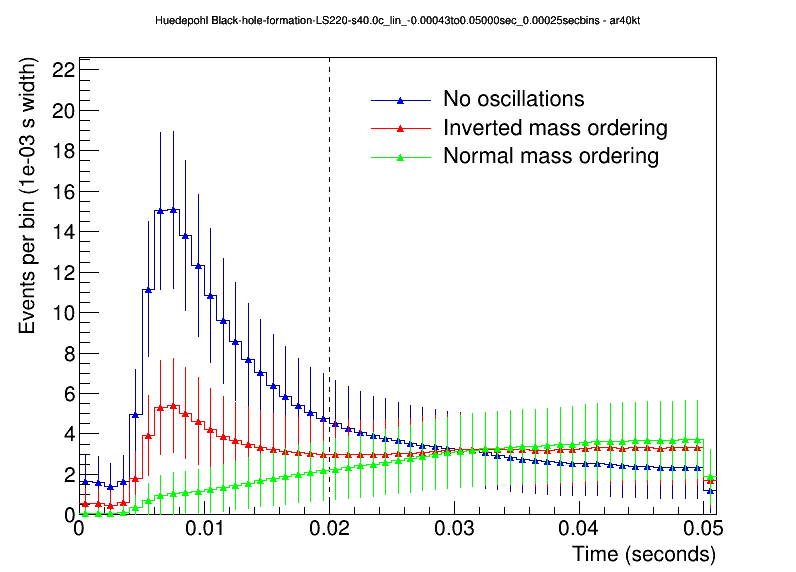 Huedepohl Black-hole-formation-LS220-s40.0c_lin_-0.00043to0.05000sec_0.00025secbins - ar40kt
Events per bin (1e-03 s width)
22
20
18
16
14
12
10
8
6
4
2
0
No oscillations
Inverted mass ordering
Normal mass ordering
0 0.01 0.02 0.03 0.04 0.05
Time (seconds)